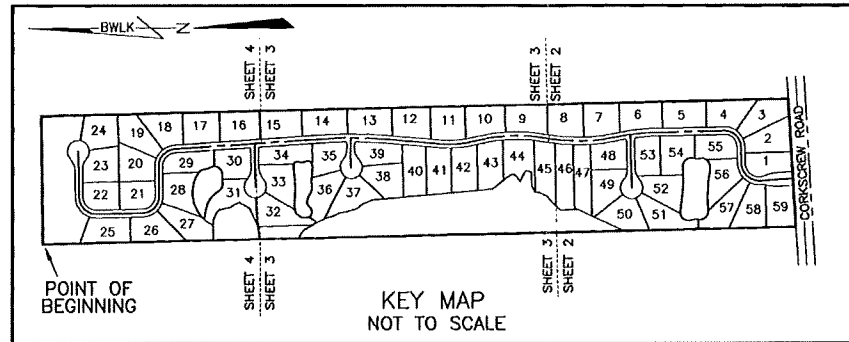 BWLK N
SHEET 4
SHEET 3
SHEET 3
SHEET 2
24 19 18 17 16 15 14 13 12 11 10 9 8 7 6 5 4 3
2
1
23 20 29 30 34 35 39 48 53 54 55
22 21 28 31 33 36 37 38 40 41 42 43 44 45 46 47 49 52 56
25 26 27 32 50 51 57 58 59
CORKSCREW ROAD
POINT OF
BEGINNING
SHEET 4
SHEET 3
SHEET 3
SHEET 2
KEY MAP
NOT TO SCALE